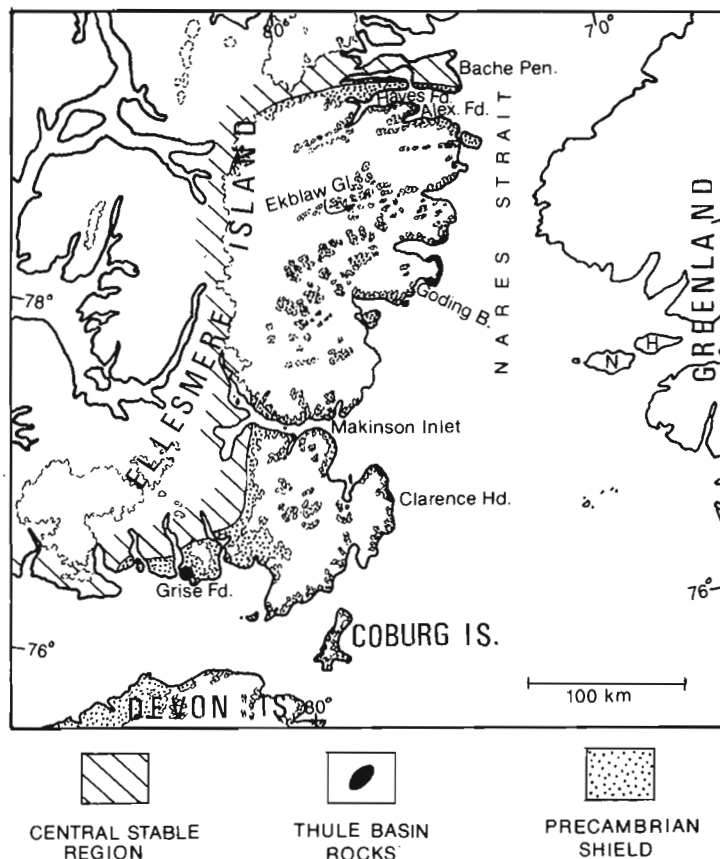 80°
70°
Bache Pen.
Hayes Fd.
Alex. Fd.
ELLESMERE ISLAND
NARES STRAIT
Ekblaw Gl.
GREENLAND
78°
Goding B.
H
N
Makinson Inlet
Clarence Hd.
Grise Fd.
76°
76°
COBURG IS.
100 km
DEVON IS.
80°
CENTRAL STABLE
REGION
THULE BASIN
ROCKS
PRECAMBRIAN
SHIELD